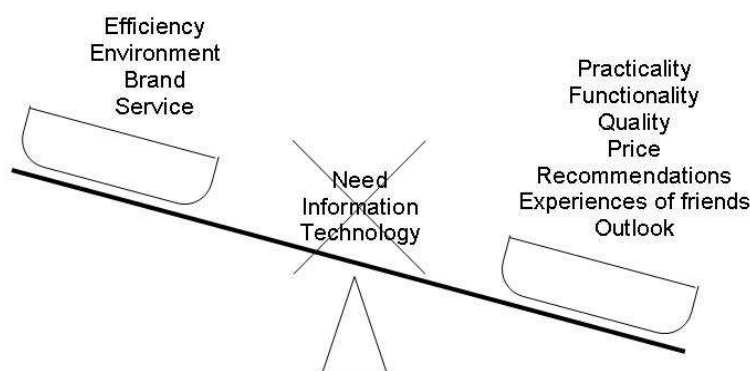 Efficiency
Environment
Brand
Service
Need
Information
Technology
Practicality
Functionality
Quality
Price
Recommendations
Experiences of friends
Outlook